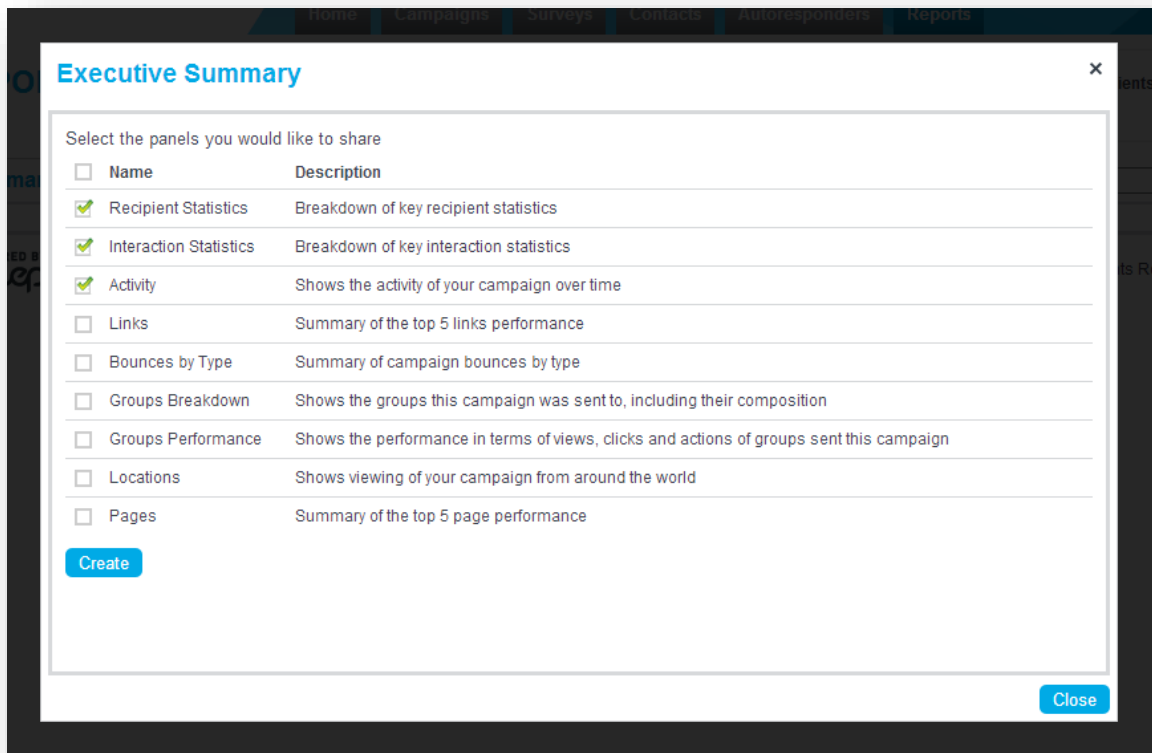 Home Campaigns Surveys Contacts Autoresponders Reports
Executive Summary ×
Select the panels you would like to share
Name Description
Recipient Statistics Breakdown of key recipient statistics
Interaction Statistics Breakdown of key interaction statistics
Activity Shows the activity of your campaign over time
Links Summary of the top 5 links performance
Bounces by Type Summary of campaign bounces by type
Groups Breakdown Shows the groups this campaign was sent to, including their composition
Groups Performance Shows the performance in terms of views, clicks and actions of groups sent this campaign
Locations Shows viewing of your campaign from around the world
Pages Summary of the top 5 page performance
Create
Close